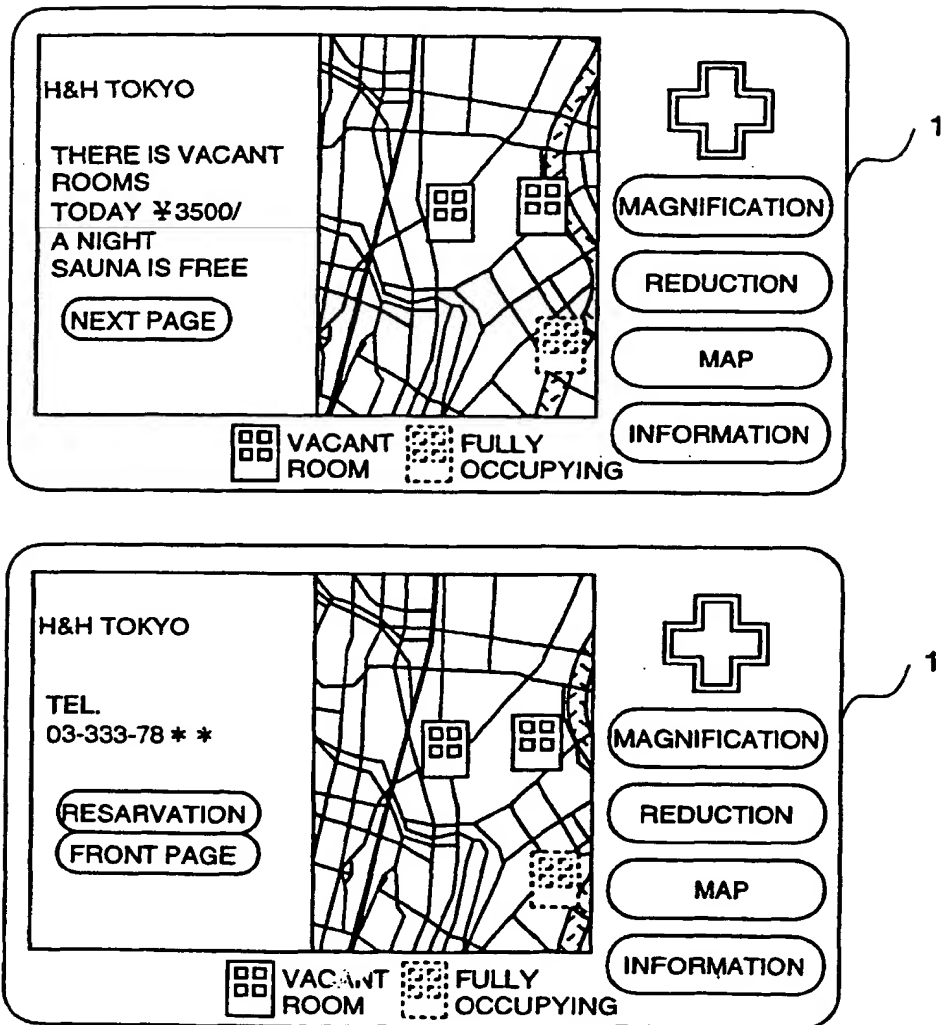 H&H TOKYO
THERE IS VACANT
ROOMS
TODAY ¥3500/
A NIGHT
SAUNA IS FREE
NEXT PAGE
MAGNIFICATION
REDUCTION
MAP
INFORMATION
VACANT
ROOM
FULLY
OCCUPYING
1
H&H TOKYO
TEL.
03-333-78 * *
RESARVATION
FRONT PAGE
MAGNIFICATION
REDUCTION
MAP
INFORMATION
VACANT
ROOM
FULLY
OCCUPYING
1